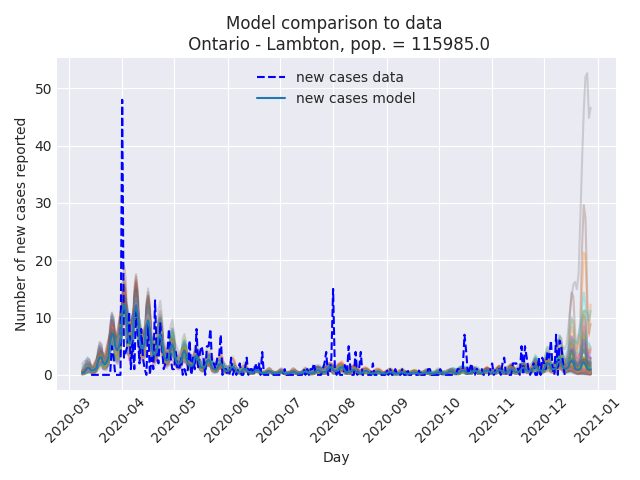 Model comparison to data
Ontario - Lambton, pop. = 115985.0
new cases data
new cases model
Number of new cases reported
50
40
30
20
10
0
2020-03
2020-04
2020-05
2020-06
2020-07
2020-08
2020-09
2020-10
2020-11
2020-12
2021-01
Day